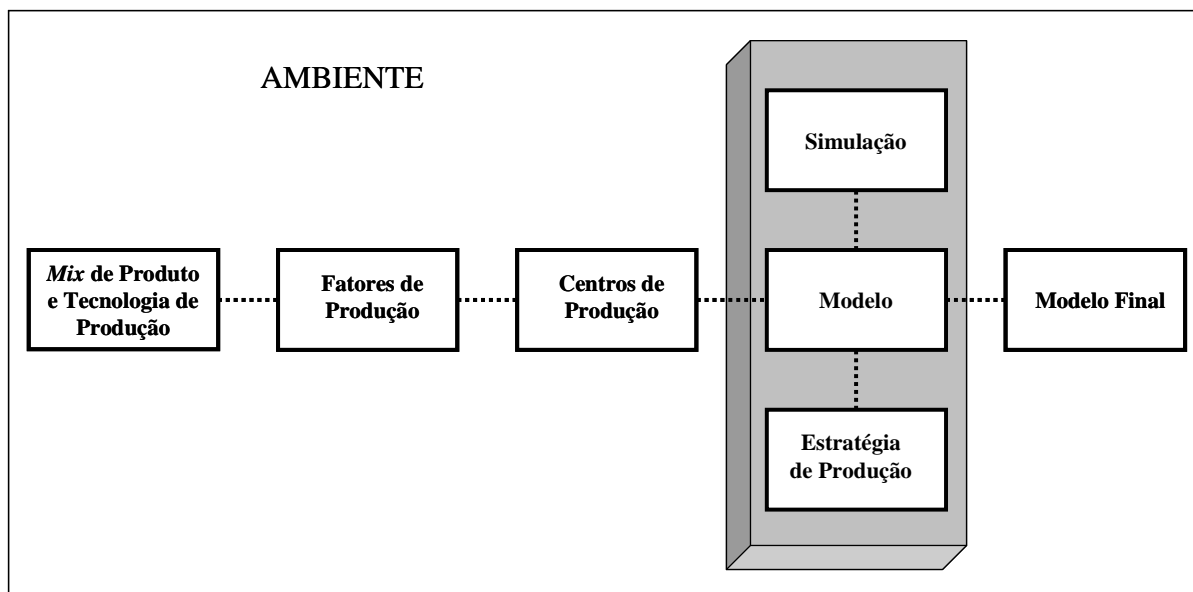 AMBIENTE
Simulação
Mix de Produto
e Tecnologia de
Produção
Fatores de
Produção
Centros de
Produção
Modelo
Modelo Final
Estratégia
de Produção